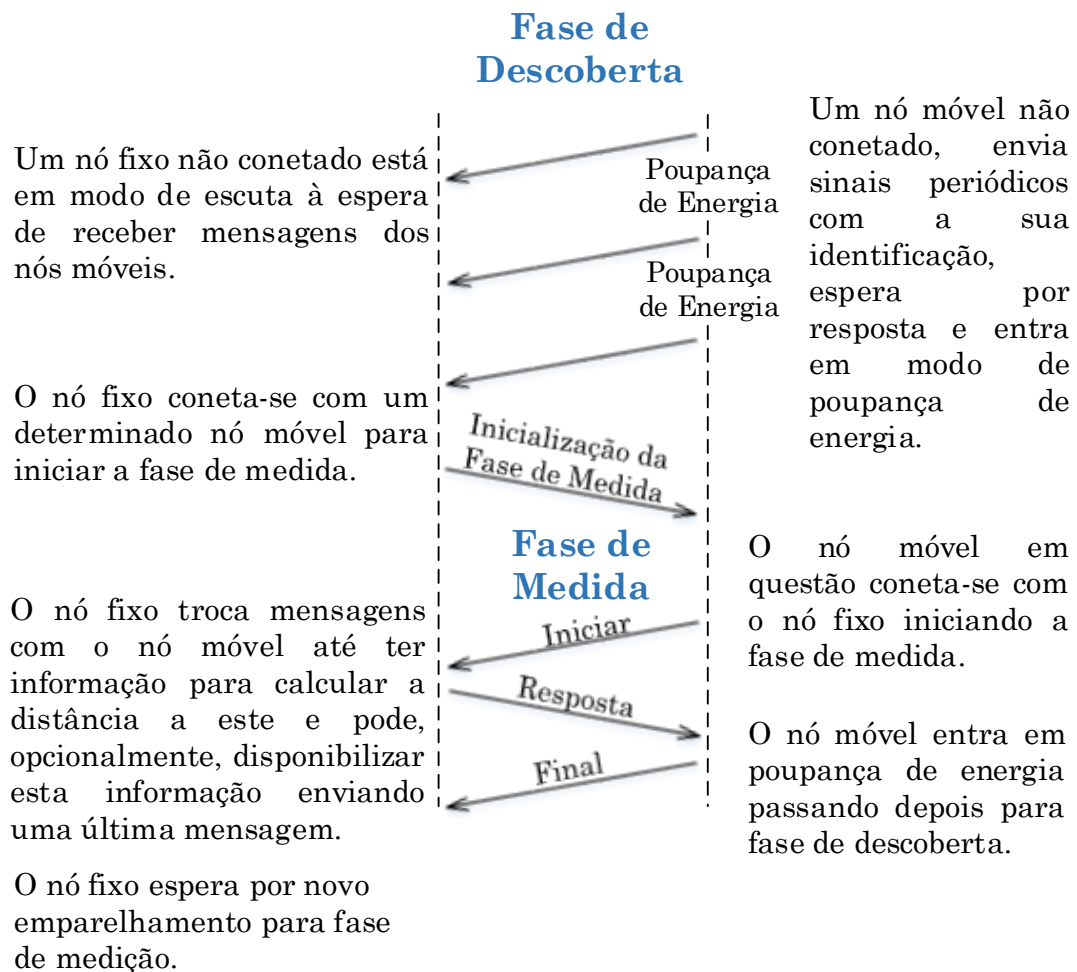 Fase de
Descoberta
Um nó fixo não conetado está
em modo de escuta à espera
de receber mensagens dos
nós móveis.
Poupança
de Energia
Poupança
de Energia
Um nó móvel não
conetado, envia
sinais periódicos
com a sua
identificação,
espera por
resposta e entra
em modo de
poupança de
energia.
O nó fixo coneta-se com um
determinado nó móvel para
iniciar a fase de medida.
Inicialização da
Fase de Medida
Fase de
Medida
O nó móvel em
questão coneta-se com
o nó fixo iniciando a
fase de medida.
O nó fixo troca mensagens
com o nó móvel até ter
informação para calcular a
distância a este e pode,
opcionalmente, disponibilizar
esta informação enviando
uma última mensagem.
Iniciar
Resposta
Final
O nó móvel entra em
poupança de energia
passando depois para
fase de descoberta.
O nó fixo espera por novo
emparelhamento para fase
de medição.